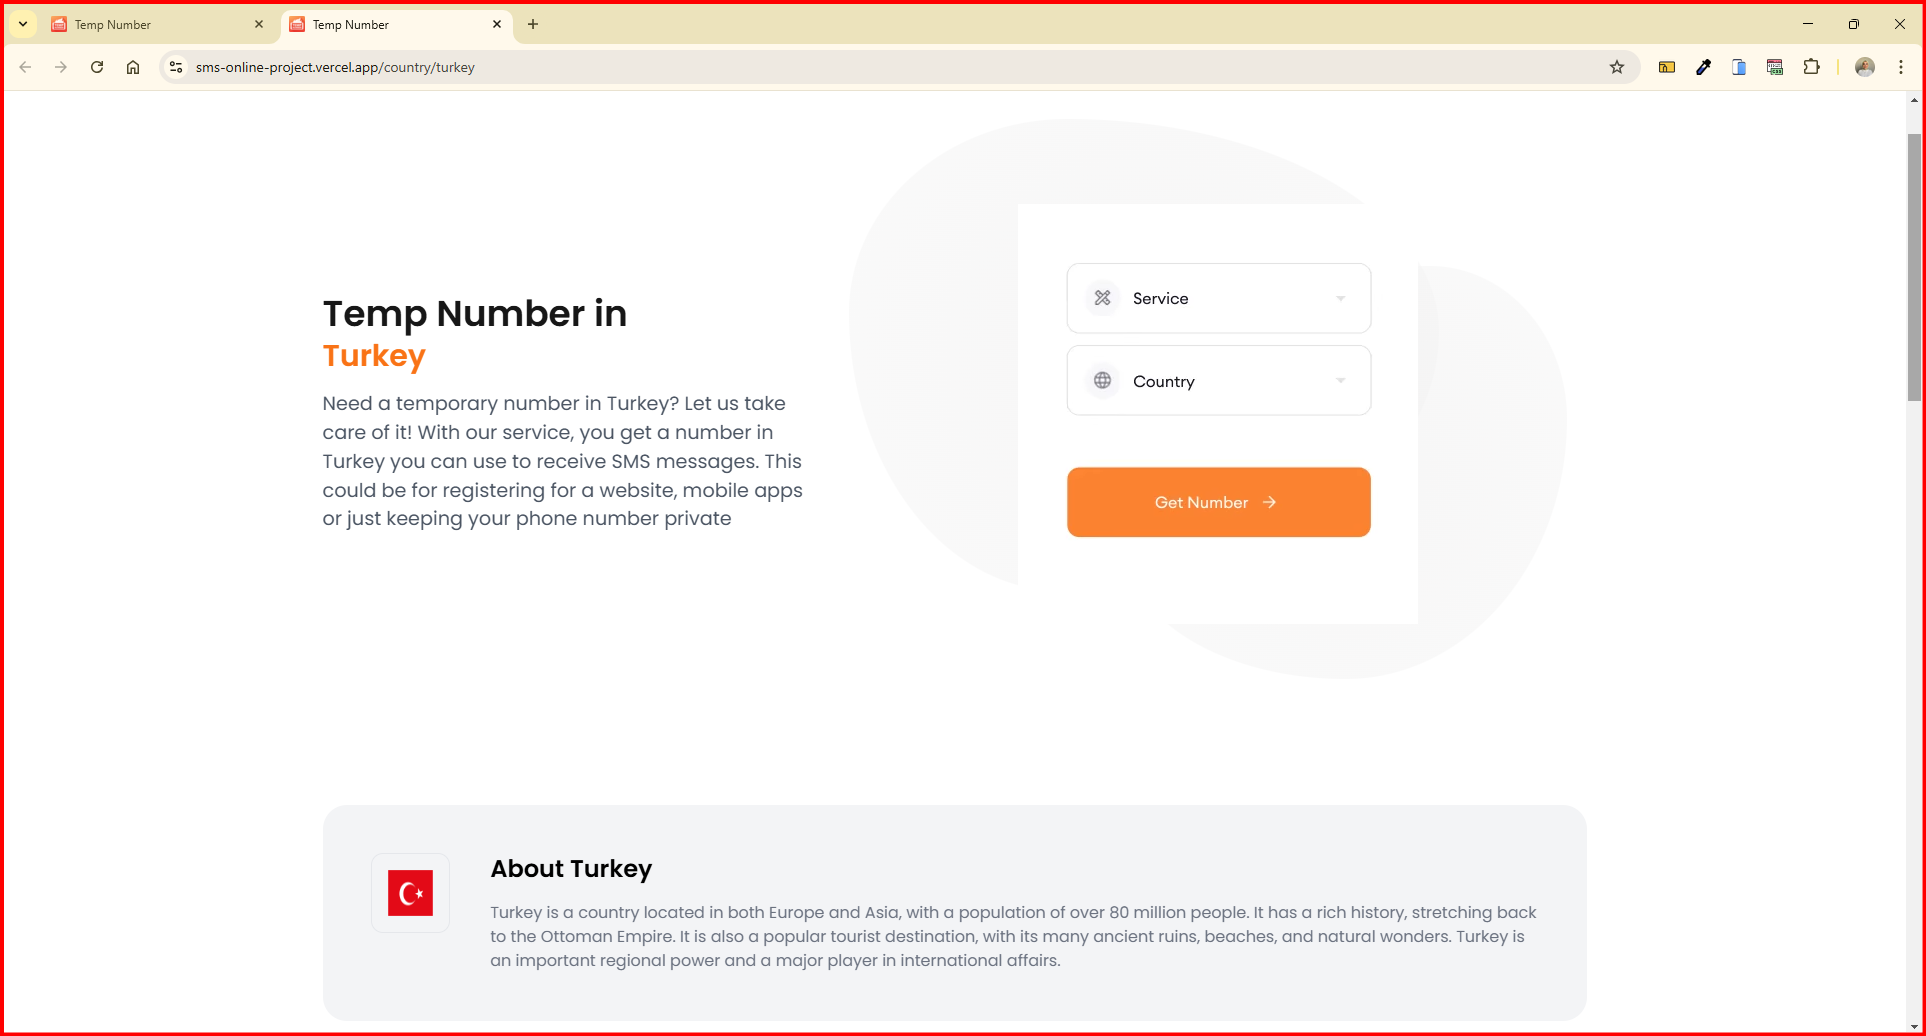 Temp Number
Temp Number
sms-online-project.vercel.app/country/turkey
Temp Number in
Turkey
Need a temporary number in Turkey? Let us take
care of it! With our service, you get a number in
Turkey you can use to receive SMS messages. This
could be for registering for a website, mobile apps
or just keeping your phone number private
Service
Country
Get Number
About Turkey
Turkey is a country located in both Europe and Asia, with a population of over 80 million people. It has a rich history, stretching back
to the Ottoman Empire. It is also a popular tourist destination, with its many ancient ruins, beaches, and natural wonders. Turkey is
an important regional power and a major player in international affairs.